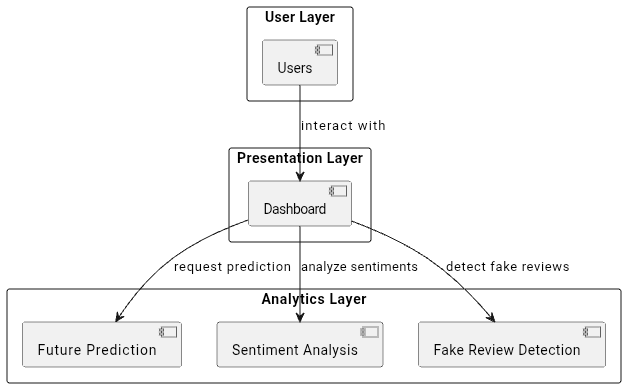 User Layer
Users
interact with
Presentation Layer
Dashboard
request prediction
analyze sentiments
detect fake reviews
Analytics Layer
Future Prediction
Sentiment Analysis
Fake Review Detection